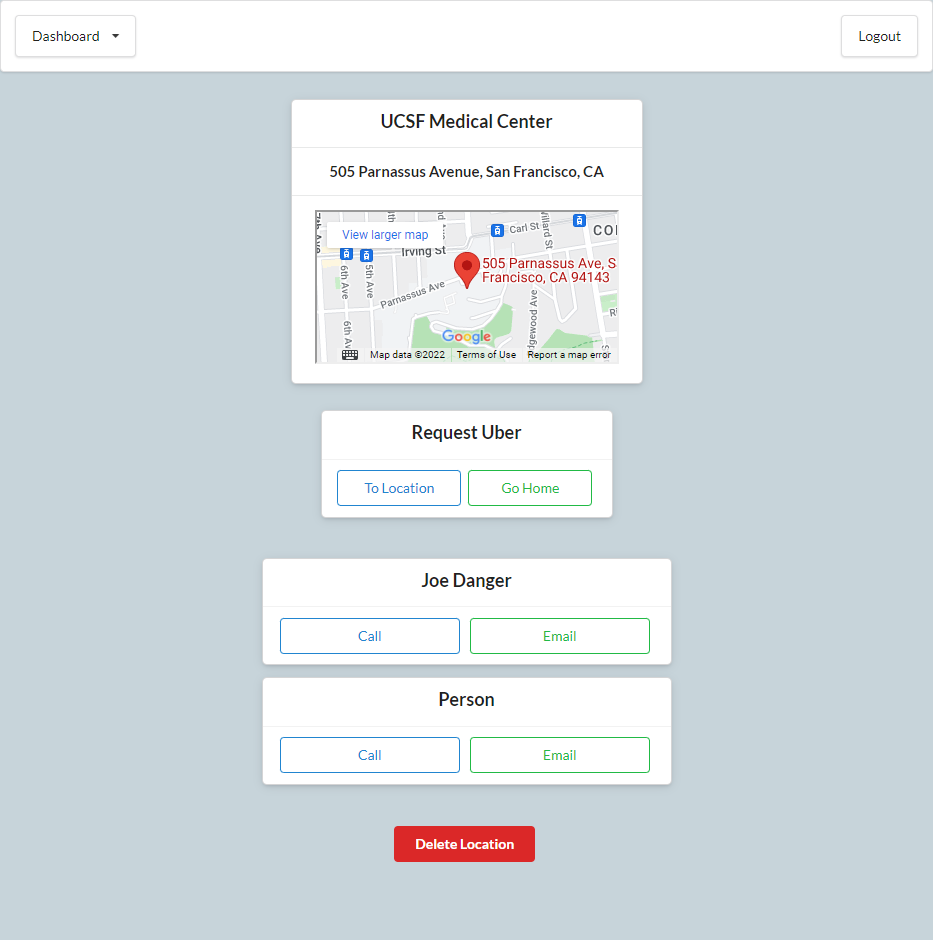 Dashboard
Logout
UCSF Medical Center
505 Parnassus Avenue, San Francisco, CA
View larger map
Carl St
Irving St
505 Parnassus Ave, S
Francisco, CA 94143
6th Ave
5th Ave
Parnassus Ave
6th Av
Google
Map data ©2022
Terms of Use
Report a map error
Request Uber
To Location
Go Home
Joe Danger
Call
Email
Person
Call
Email
Delete Location